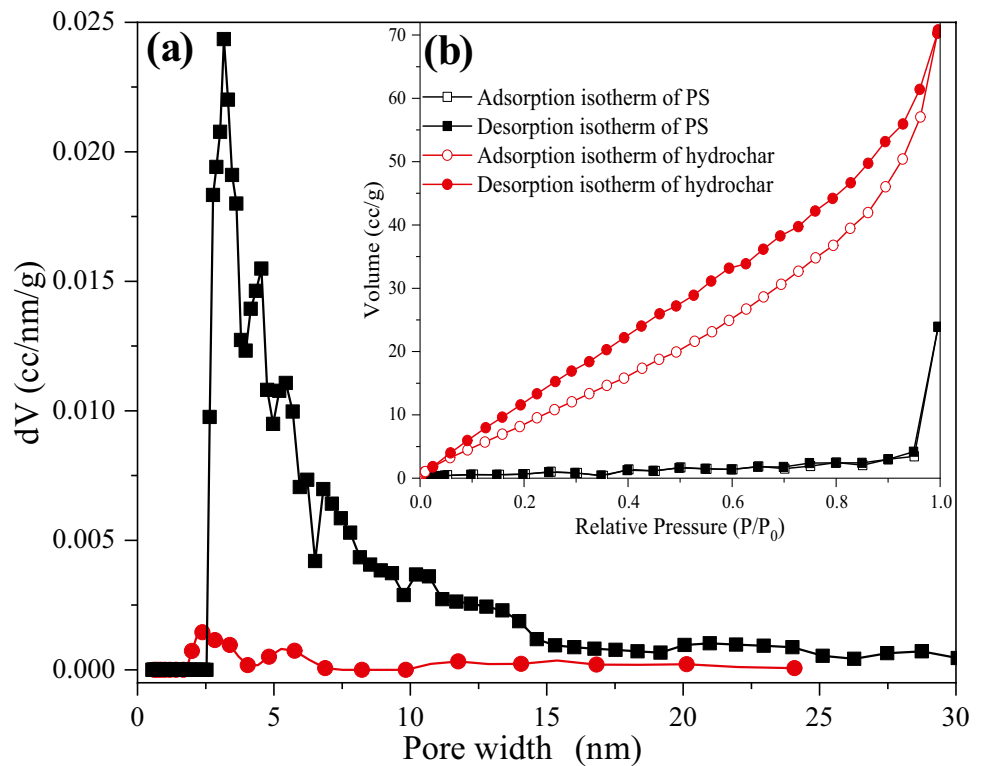 (a)
0.025
0.020
0.015
0.010
0.005
0.000
dV (cc/nm/g)
0
5
10
15
20
25
30
Pore width (nm)
(b)
70
60
50
40
30
20
10
0
Volume (cc/g)
Adsorption isotherm of PS
Desorption isotherm of PS
Adsorption isotherm of hydrochar
Desorption isotherm of hydrochar
0.0
0.2
0.4
0.6
0.8
1.0
Relative Pressure (P/P₀)